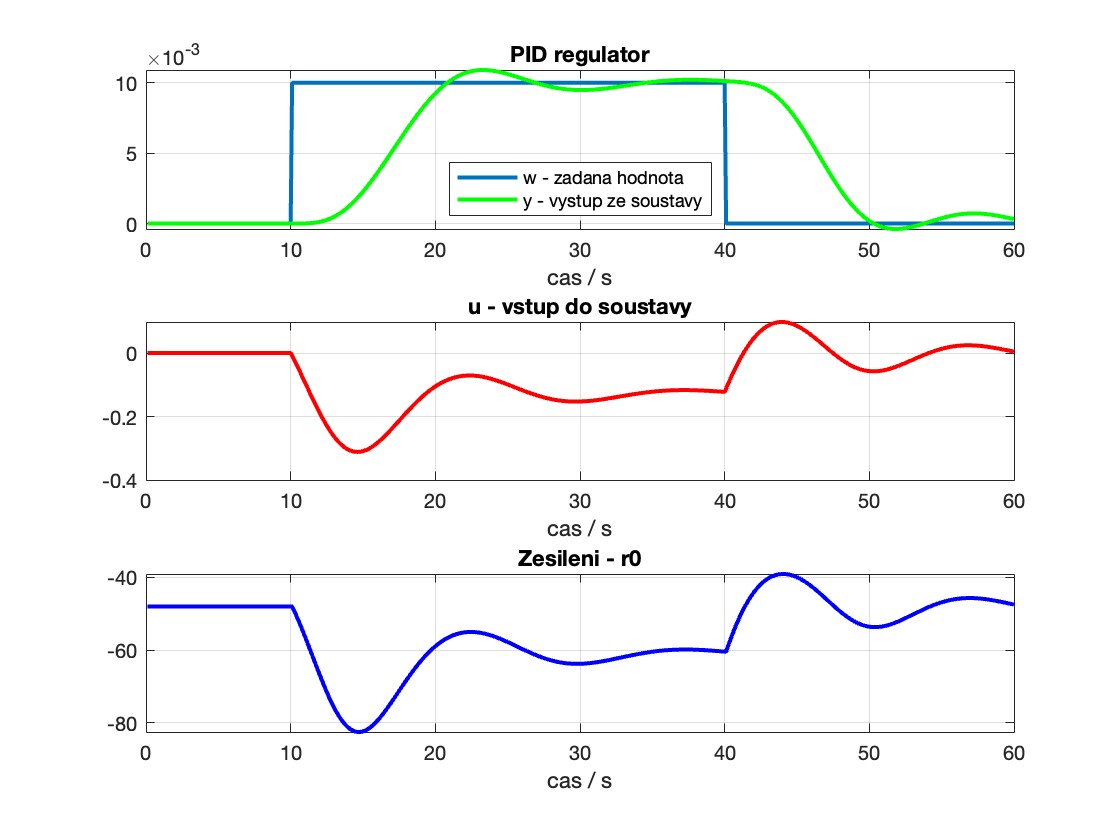 ×10⁻³
PID regulator
10
5
0
w - zadana hodnota
y - vystup ze soustavy
0 10 20 30 40 50 60
cas / s
u - vstup do soustavy
0
-0.2
-0.4
0 10 20 30 40 50 60
cas / s
Zesileni - r0
-40
-60
-80
0 10 20 30 40 50 60
cas / s